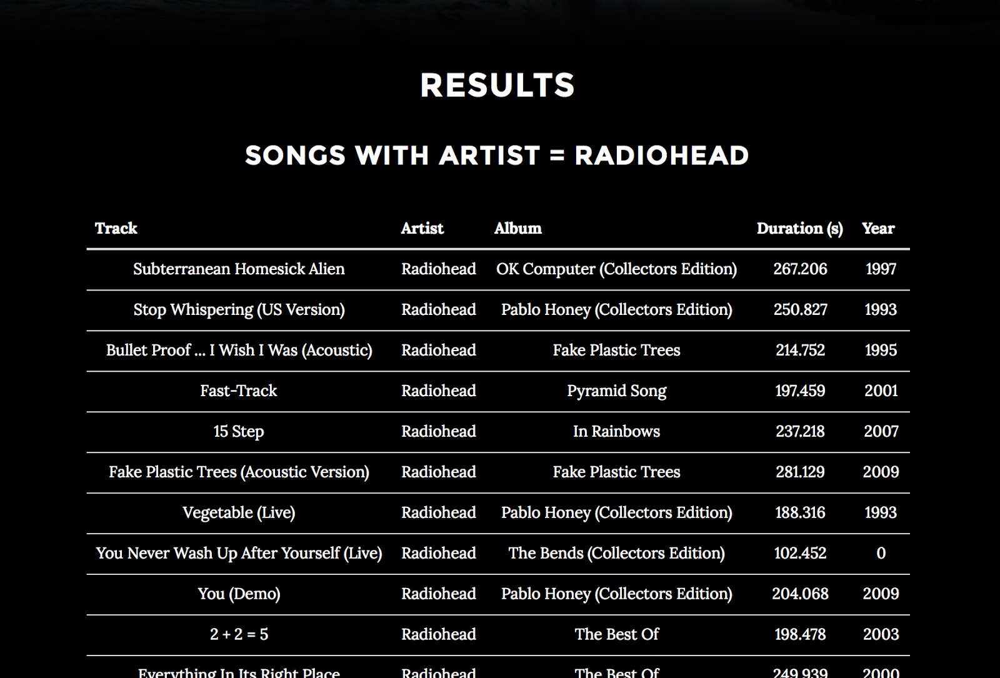 RESULTS
SONGS WITH ARTIST = RADIOHEAD
Track Artist Album Duration (s) Year
Subterranean Homesick Alien Radiohead OK Computer (Collectors Edition) 267.206 1997
Stop Whispering (US Version) Radiohead Pablo Honey (Collectors Edition) 250.827 1993
Bullet Proof ... I Wish I Was (Acoustic) Radiohead Fake Plastic Trees 214.752 1995
Fast-Track Radiohead Pyramid Song 197.459 2001
15 Step Radiohead In Rainbows 237.218 2007
Fake Plastic Trees (Acoustic Version) Radiohead Fake Plastic Trees 281.129 2009
Vegetable (Live) Radiohead Pablo Honey (Collectors Edition) 188.316 1993
You Never Wash Up After Yourself (Live) Radiohead The Bends (Collectors Edition) 102.452 0
You (Demo) Radiohead Pablo Honey (Collectors Edition) 204.068 2009
2 + 2 = 5 Radiohead The Best Of 198.478 2003
Everything In Its Right Place Radiohead The Best Of 249.939 2000